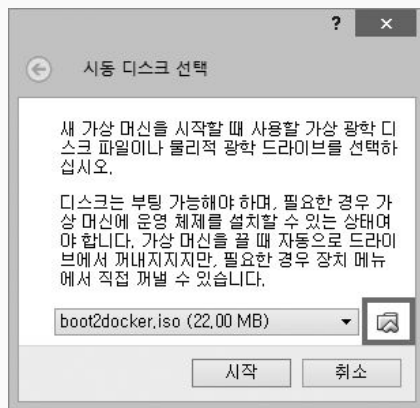 ?
시동 디스크 선택
새 가상 머신을 시작할 때 사용할 가상 광학 디
스크 파일이나 물리적 광학 드라이브를 선택하
십시오.
디스크는 부팅 가능해야 하며, 필요한 경우 가
상 머신에 운영 체제를 설치할 수 있는 상태여
야 합니다. 가상 머신을 끌 때 자동으로 드라이
브에서 꺼내지지지만, 필요한 경우 장치 메뉴
에서 직접 꺼낼 수 있습니다.
boot2docker.iso (22,00 MB)
시작 취소